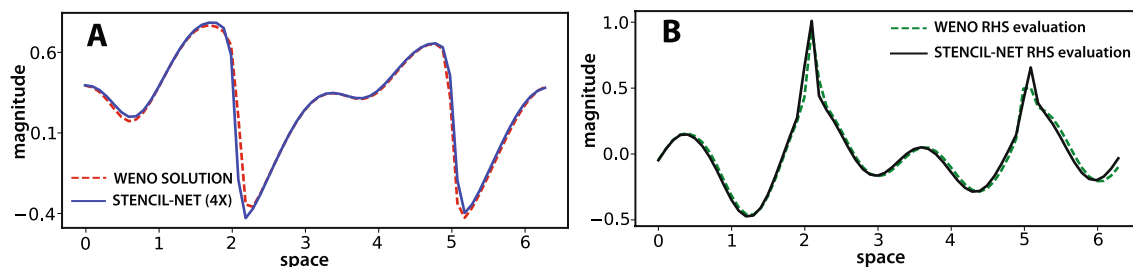 A
magnitude
0.6
0.1
−0.4
WENO SOLUTION
STENCIL-NET (4X)
0 1 2 3 4 5 6
space
B
magnitude
1.0
0.5
0.0
−0.5
WENO RHS evaluation
STENCIL-NET RHS evaluation
0 1 2 3 4 5 6
space